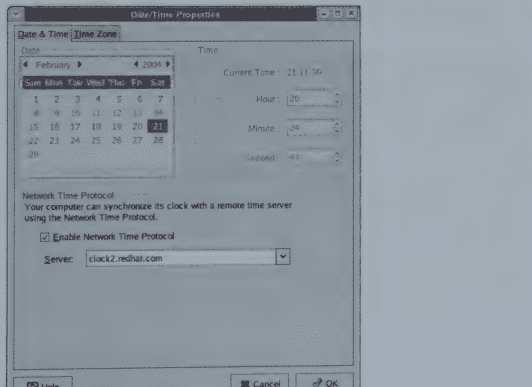 Date/Time Properties
Date & Time Time Zone
Date
Time
February 2004
Sun Mon Tue Wed Thu Fri Sat
1 2 3 4 5 6 7
8 9 10 11 12 13 14
15 16 17 18 19 20 21
22 23 24 25 26 27 28
29
Current Time :
Hour : 20
Minute : 24
Second : 43
Network Time Protocol
Your computer can synchronize its clock with a remote time server
using the Network Time Protocol.
Enable Network Time Protocol
Server: clock2.redhat.com
Help
Cancel
OK